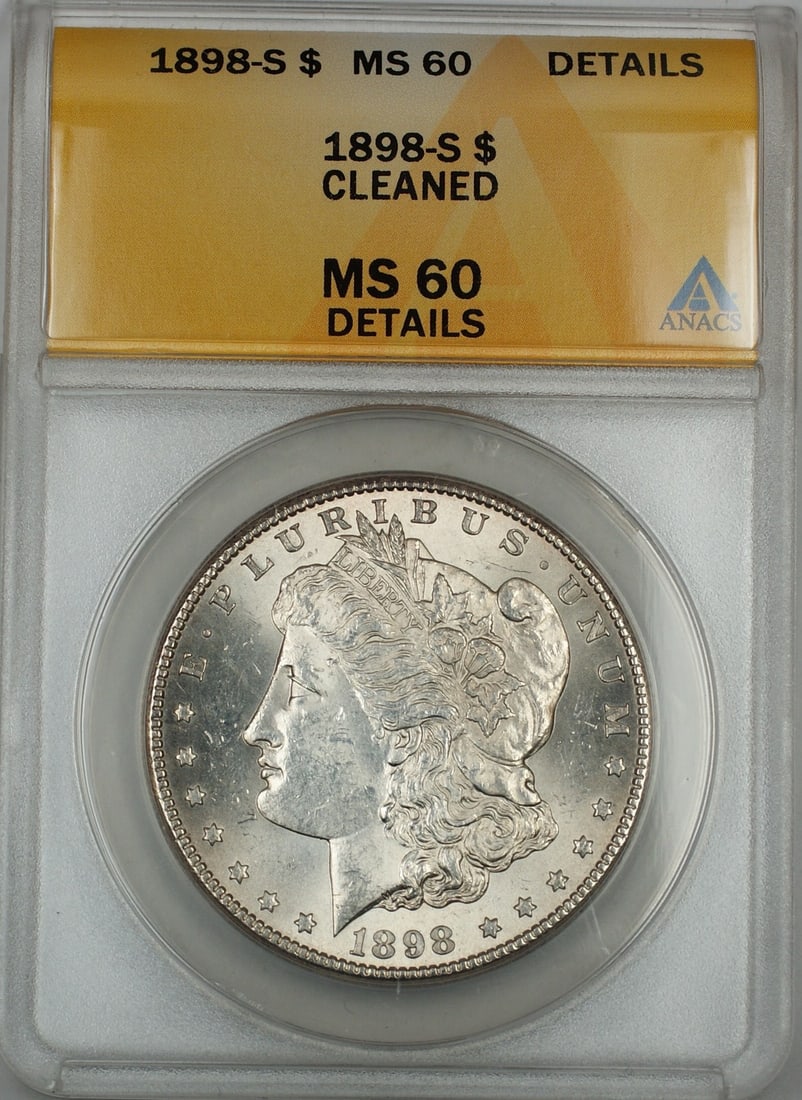 1898-S $ MS 60 DETAILS
1898-S $
CLEANED
MS 60
DETAILS
A
ANACS
E · PLURIBUS · UNUM
LIBERTY
1898